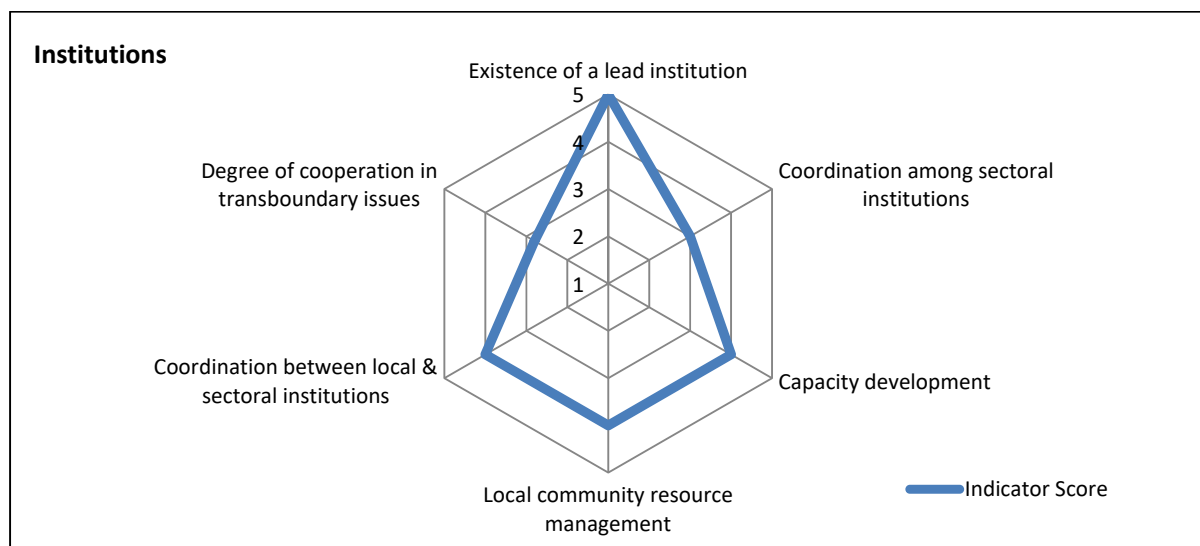 Institutions
Existence of a lead institution
5
4
3
2
1
Degree of cooperation in
transboundary issues
Coordination among sectoral
institutions
Coordination between local &
sectoral institutions
Capacity development
Local community resource
management
Indicator Score